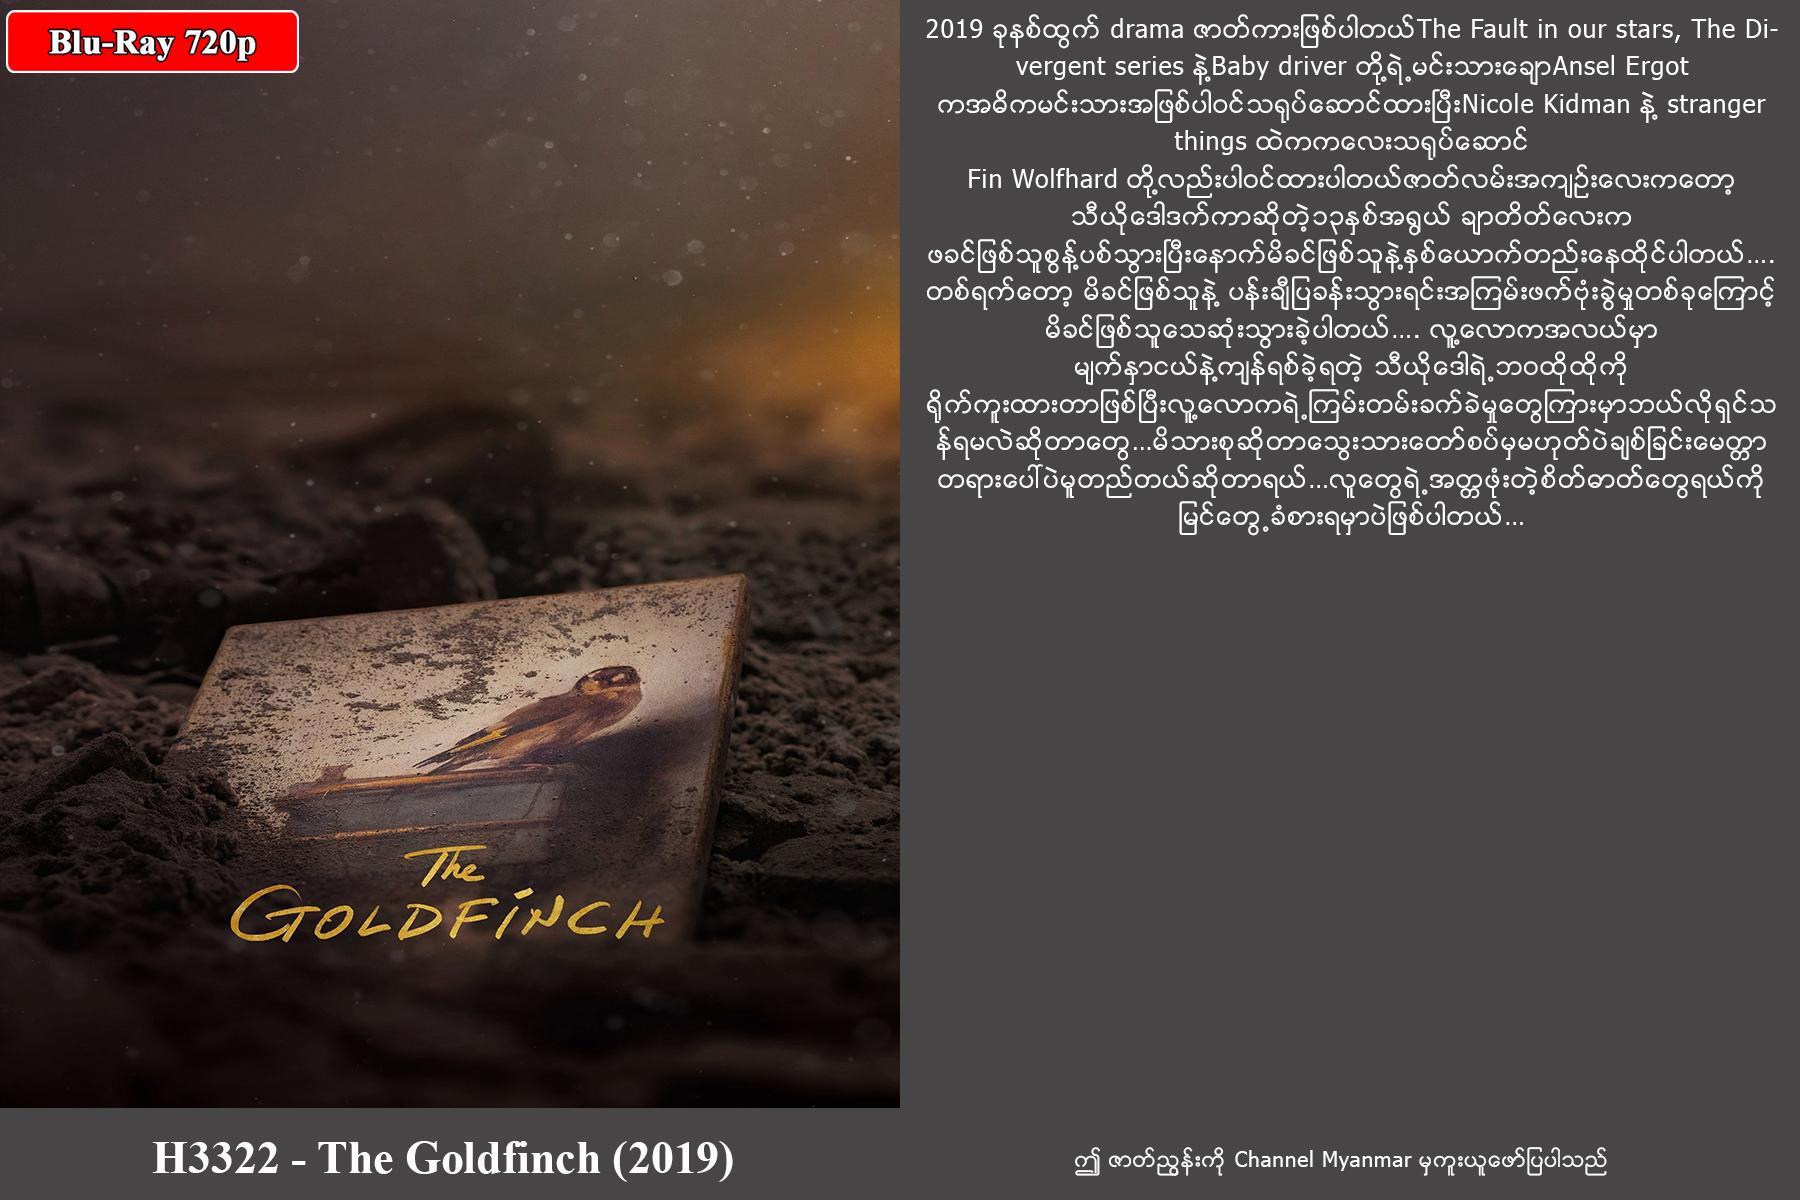 Blu-Ray 720p
2019 ခုနစ်ထွက် drama ဇာတ်ကားဖြစ်ပါတယ်The Fault in our stars, The Di-
vergent series နဲ့Baby driver တို့ရဲ့မင်းသားချောAnsel Ergot
ကအဓိကမင်းသားအဖြစ်ပါဝင်သရုပ်ဆောင်ထားပြီးNicole Kidman နဲ့ stranger
things ထဲကကလေးသရုပ်ဆောင်
Fin Wolfhard တို့လည်းပါဝင်ထားပါတယ်ဇာတ်လမ်းအကျဉ်းလေးကတော့
သီယိုဒေါဒက်ကာဆိုတဲ့၁၃နှစ်အရွယ် ချာတိတ်လေးက
ဖခင်ဖြစ်သူစွန့်ပစ်သွားပြီးနောက်မိခင်ဖြစ်သူနဲ့နှစ်ယောက်တည်းနေထိုင်ပါတယ်....
တစ်ရက်တော့ မိခင်ဖြစ်သူနဲ့ ပန်းချီပြခန်းသွားရင်းအကြမ်းဖက်ဗုံးခွဲမှုတစ်ခုကြောင့်
မိခင်ဖြစ်သူသေဆုံးသွားခဲ့ပါတယ်.... လူ့လောကအလယ်မှာ
မျက်နှာငယ်နဲ့ကျန်ရစ်ခဲ့ရတဲ့ သီယိုဒေါရဲ့ဘဝထိုထိုကို
ရိုက်ကူးထားတာဖြစ်ပြီးလူ့လောကရဲ့ကြမ်းတမ်းခက်ခဲမှုတွေကြားမှာဘယ်လိုရှင်သ
န်ရမလဲဆိုတာတွေ...မိသားစုဆိုတာသွေးသားတော်စပ်မှမဟုတ်ပဲချစ်ခြင်းမေတ္တာ
တရားပေါ်ပဲမူတည်တယ်ဆိုတာရယ်...လူတွေရဲ့အတ္တဖုံးတဲ့စိတ်ဓာတ်တွေရယ်ကို
မြင်တွေ့ခံစားရမှာပဲဖြစ်ပါတယ်...
The
GOLDFINCH
H3322 - The Goldfinch (2019)
ဤ ဇာတ်ညွှန်းကို Channel Myanmar မှကူးယူဖော်ပြပါသည်